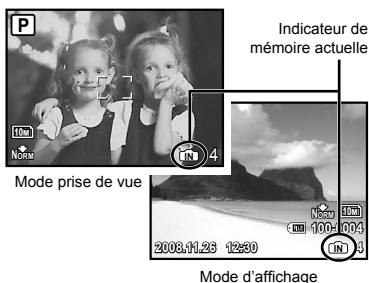 P
Indicateur de
mémoire actuelle
10M
NORM
IN 4
Mode prise de vue
NORM 10M
100-0004
2008.11.26 12:30 IN 4
Mode d'affichage